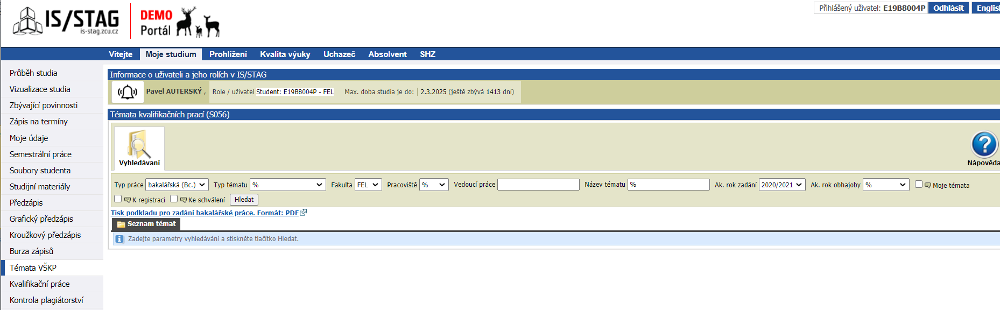 IS/STAG
is-stag.zcu.cz
DEMO
Portál
Přihlášený uživatel: E19B8004P Odhlásit Englis
Vítejte Moje studium Prohlížení Kvalita výuky Uchazeč Absolvent SHZ
Průběh studia
Vizualizace studia
Zbývající povinnosti
Zápis na termíny
Moje údaje
Semestrální práce
Soubory studenta
Studijní materiály
Předzápis
Grafický předzápis
Kroužkový předzápis
Burza zápisů
Témata VŠKP
Kvalifikační práce
Kontrola plagiátorství
Informace o uživateli a jeho rolích v IS/STAG
Pavel AUTERSKÝ , Role / uživatel Student: E19B8004P - FEL Max. doba studia je do: 2.3.2025 (ještě zbývá 1413 dní)
Témata kvalifikačních prací (S056)
Vyhledávaní
Nápověda
Typ práce bakalářská (Bc.) Typ tématu % Fakulta FEL Pracoviště % Vedoucí práce Název tématu % Ak. rok zadání 2020/2021 Ak. rok obhajoby % Moje témata
K registraci Ke schválení Hledat
Tisk podkladu pro zadání bakalářské práce. Formát: PDF
Seznam témat
Zadejte parametry vyhledávání a stiskněte tlačítko Hledat.